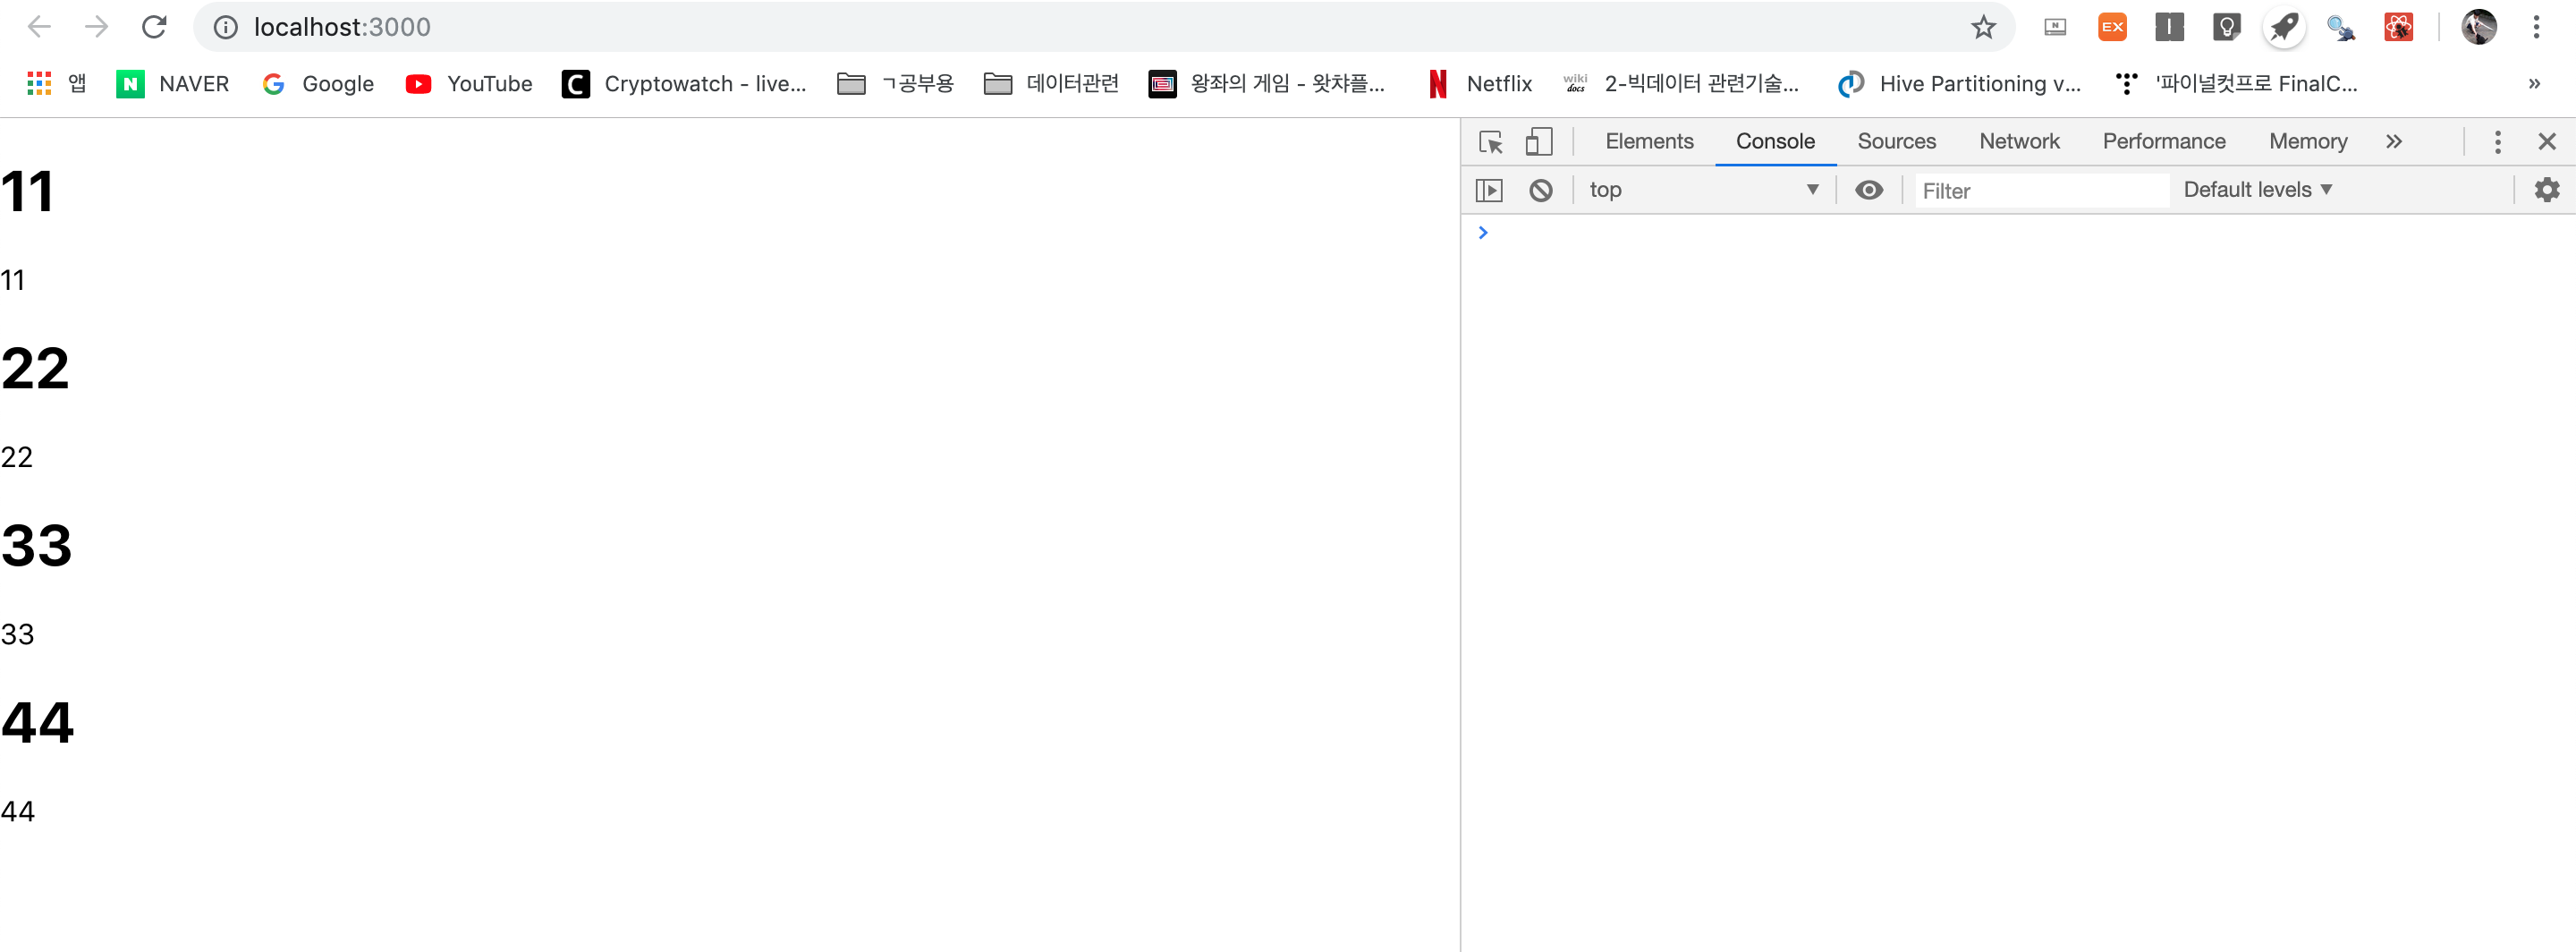 localhost:3000
EX
앱 NAVER Google YouTube Cryptowatch - live... ㄱ공부용 데이터관련 왕좌의 게임 - 왓챠플... Netflix wiki docs 2-빅데이터 관련기술... Hive Partitioning v... '파이널컷프로 FinalC... »
Elements Console Sources Network Performance Memory »
top Filter Default levels
11
11
22
22
33
33
44
44